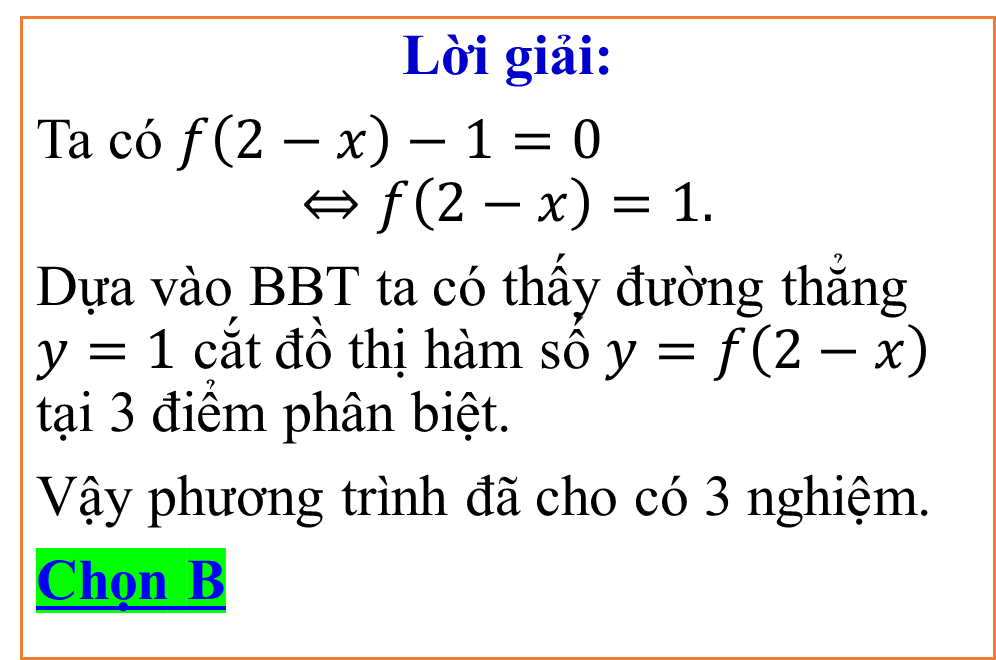 Lời giải:
Ta có f(2 − x) − 1 = 0
⇔ f(2 − x) = 1.
Dựa vào BBT ta có thấy đường thẳng
y = 1 cắt đồ thị hàm số y = f(2 − x)
tại 3 điểm phân biệt.
Vậy phương trình đã cho có 3 nghiệm.
Chọn B